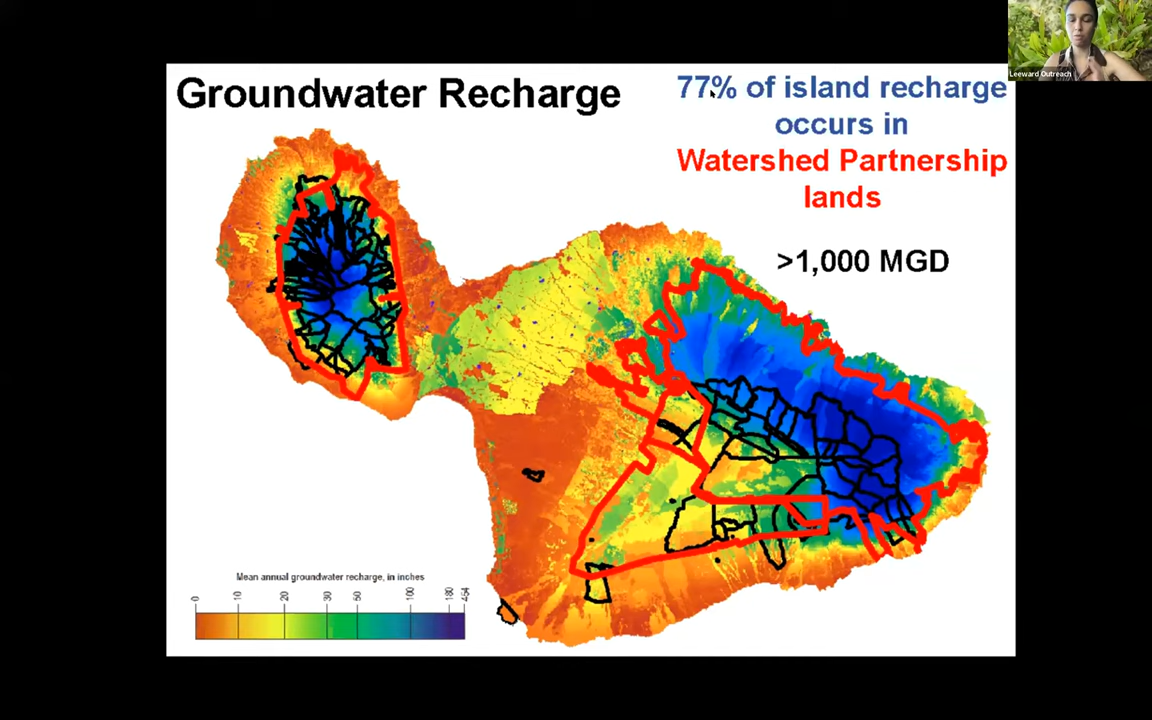 Leeward Outreach
Groundwater Recharge
77% of island recharge
occurs in
Watershed Partnership
lands
>1,000 MGD
Mean annual groundwater recharge, in inches
0 10 20 30 50 100 180 454